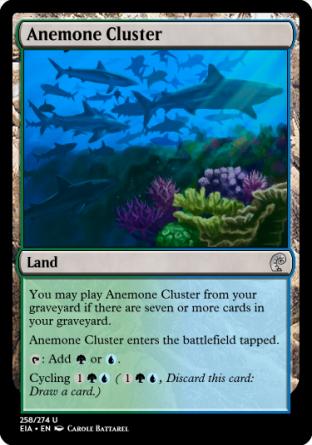 Anemone Cluster
Land
You may play Anemone Cluster from your
graveyard if there are seven or more cards in
your graveyard.
Anemone Cluster enters the battlefield tapped.
: Add or .
Cycling 1 ( 1 , Discard this card:
Draw a card.)
258/274 U
EIA • EN CAROLE BATTAREL